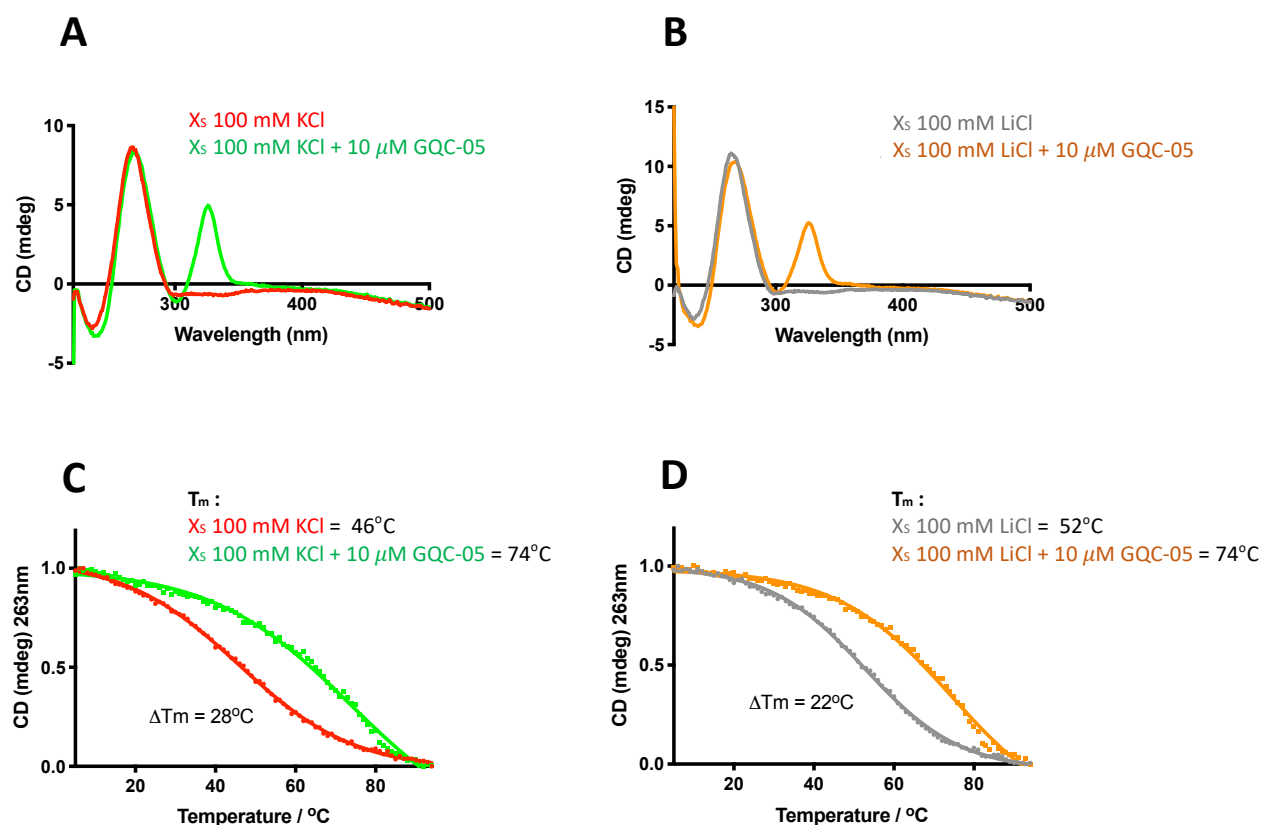 A
Xs 100 mM KCl
Xs 100 mM KCl + 10 μM GQC-05
10
5
0
-5
CD (mdeg)
300
400
500
Wavelength (nm)
B
Xs 100 mM LiCl
Xs 100 mM LiCl + 10 μM GQC-05
15
10
5
0
-5
CD (mdeg)
300
400
500
Wavelength (nm)
C
Tm :
Xs 100 mM KCl = 46°C
Xs 100 mM KCl + 10 μM GQC-05 = 74°C
1.0
0.5
0.0
CD (mdeg) 263nm
ΔTm = 28°C
20
40
60
80
Temperature / °C
D
Tm :
Xs 100 mM LiCl = 52°C
Xs 100 mM LiCl + 10 μM GQC-05 = 74°C
1.0
0.5
0.0
CD (mdeg) 263nm
ΔTm = 22°C
20
40
60
80
Temperature / °C